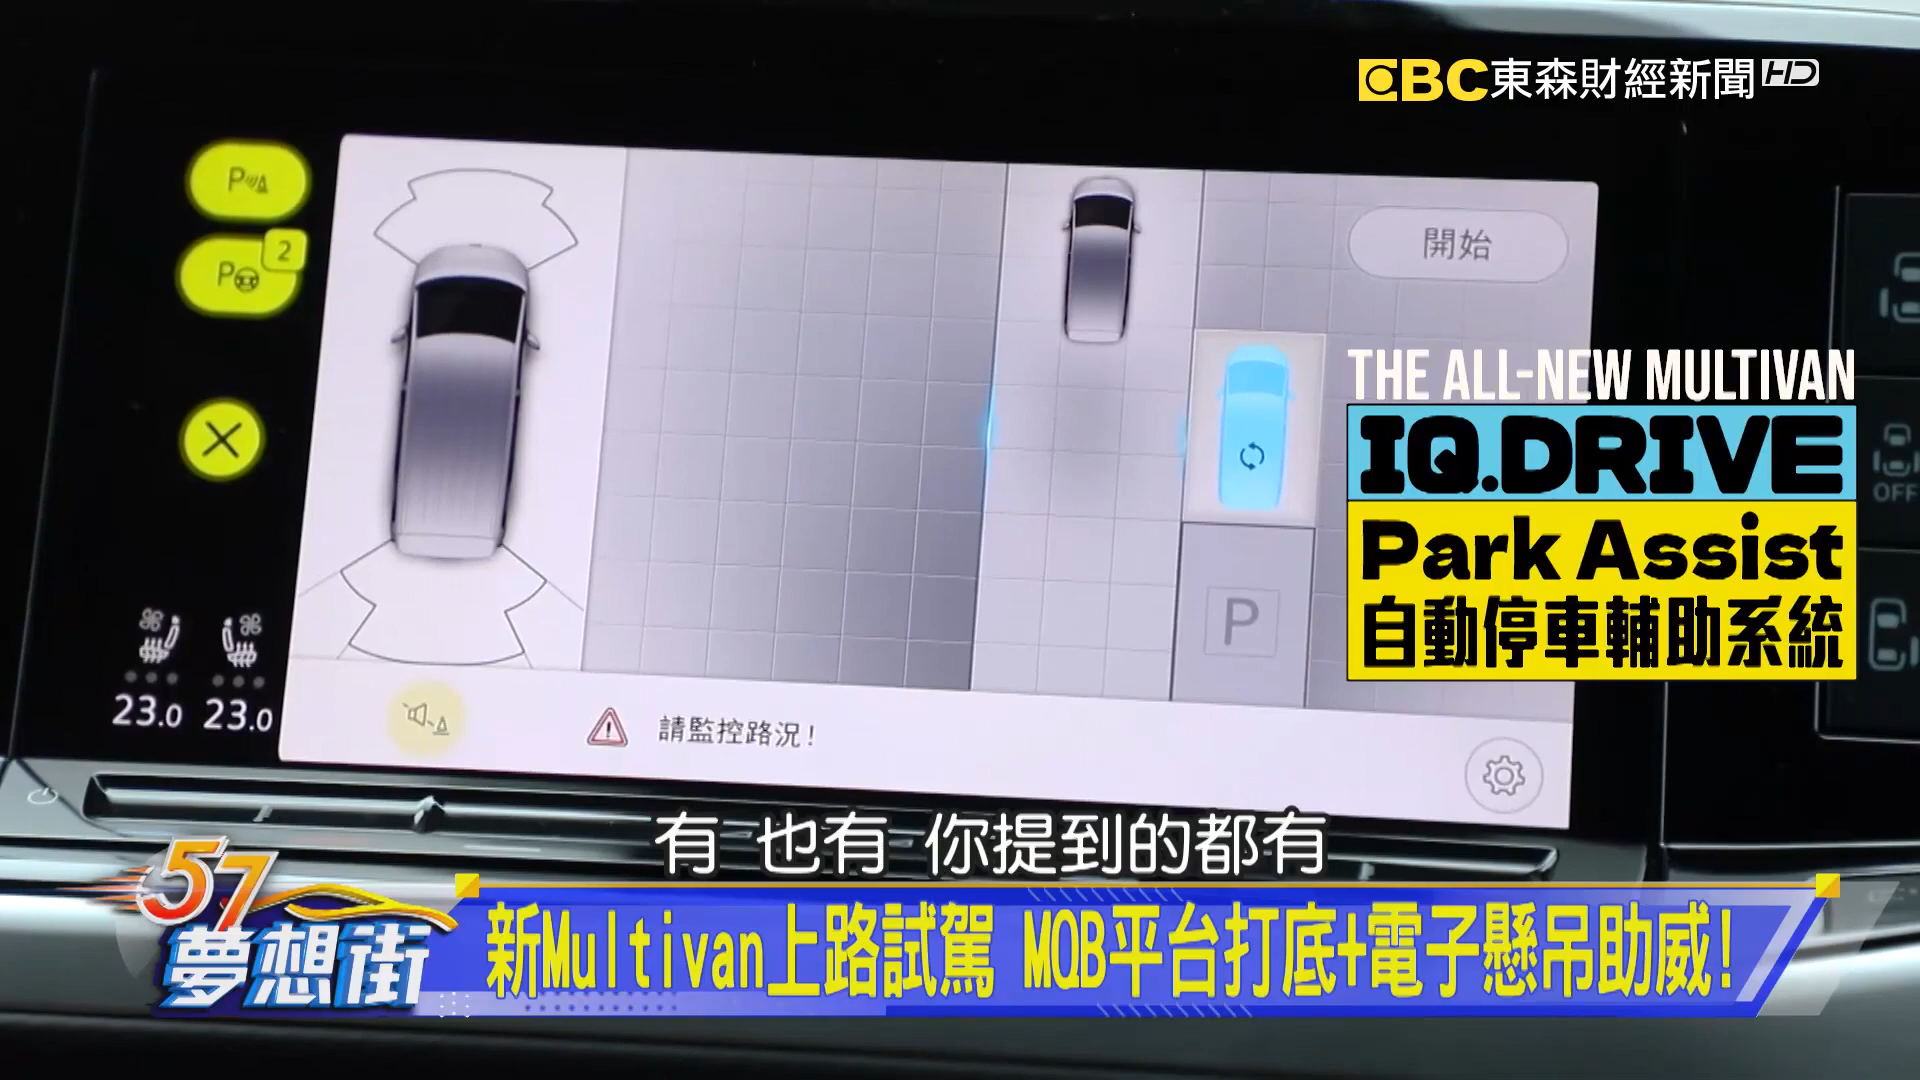 EBC東森財經新聞HD
P
P 2
開始
THE ALL-NEW MULTIVAN
IQ.DRIVE
Park Assist
自動停車輔助系統
OFF
P
23.0 23.0
請監控路況!
有 也有 你提到的都有
57
夢想街
新Multivan上路試駕 MQB平台打底+電子懸吊助威!